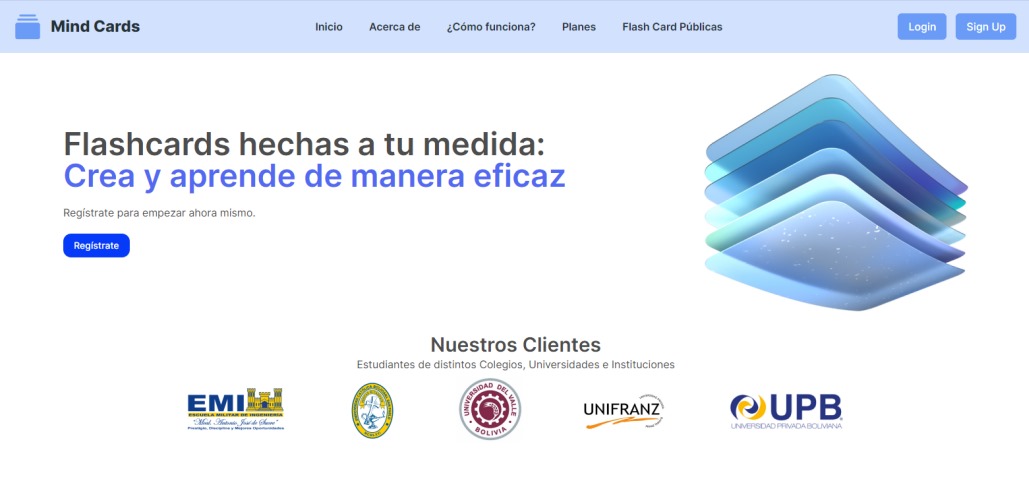 Mind Cards
Inicio
Acerca de
¿Cómo funciona?
Planes
Flash Card Públicas
Login
Sign Up
Flashcards hechas a tu medida:
Crea y aprende de manera eficaz
Regístrate para empezar ahora mismo.
Regístrate
Nuestros Clientes
Estudiantes de distintos Colegios, Universidades e Instituciones
EMI
ESCUELA MILITAR DE INGENIERIA
"Mcal. Antonio José de Sucre"
Prestigio, Disciplina y Mejores Oportunidades
UNIVERSIDAD DEL VALLE
BOLIVIA
UNIFRANZ
UPB
UNIVERSIDAD PRIVADA BOLIVIANA